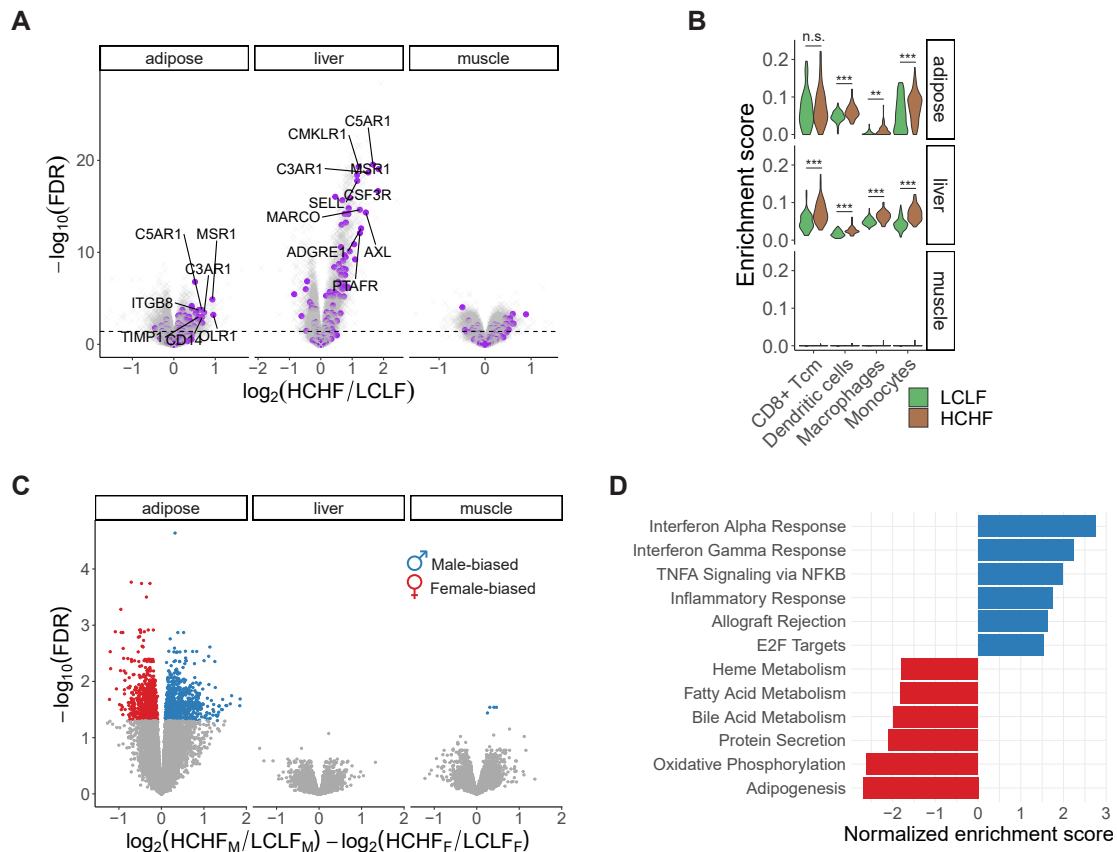 A
adipose liver muscle
−log10(FDR)
20
10
0
C5AR1
CMKLR1
C3AR1
MSR1
CSF3R
SELL
MARCO
ADGRE1
AXL
PTAFR
C5AR1
MSR1
C3AR1
ITGB8
TIMP1
CD14
OLR1
−1 0 1 −1 0 1 2 −1 0 1
log2(HCHF/LCLF)
B
Enrichment score
n.s. *** ** ***
0.1
0.0
adipose
*** *** *** ***
0.2
0.1
0.0
liver
0.2
0.1
0.0
muscle
CD8+ Tcm
Dendritic cells
Macrophages
Monocytes
LCLF
HCHF
C
adipose liver muscle
−log10(FDR)
4
3
2
1
0
♂ Male-biased
♀ Female-biased
−1 0 1 2 −2 −1 0 1 2 −2 −1 0 1 2
log2(HCHFM/LCLFM) −log2(HCHFF/LCLFF)
D
Interferon Alpha Response
Interferon Gamma Response
TNFA Signaling via NFKB
Inflammatory Response
Allograft Rejection
E2F Targets
Heme Metabolism
Fatty Acid Metabolism
Bile Acid Metabolism
Protein Secretion
Oxidative Phosphorylation
Adipogenesis
−2 −1 0 1 2 3
Normalized enrichment score